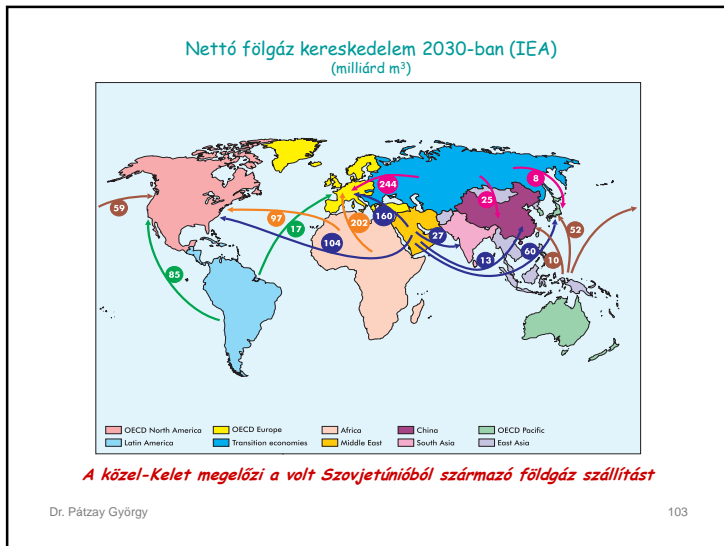 Nettó fölgáz kereskedelem 2030-ban (IEA)
(milliárd m³)
59
97
17
104
85
202
160
244
27
25
8
13
60
10
52
OECD North America
OECD Europe
Africa
China
OECD Pacific
Latin America
Transition economies
Middle East
South Asia
East Asia
A közel-Kelet megelőzi a volt Szovjetúnióból származó földgáz szállítást
Dr. Pátzay György
103